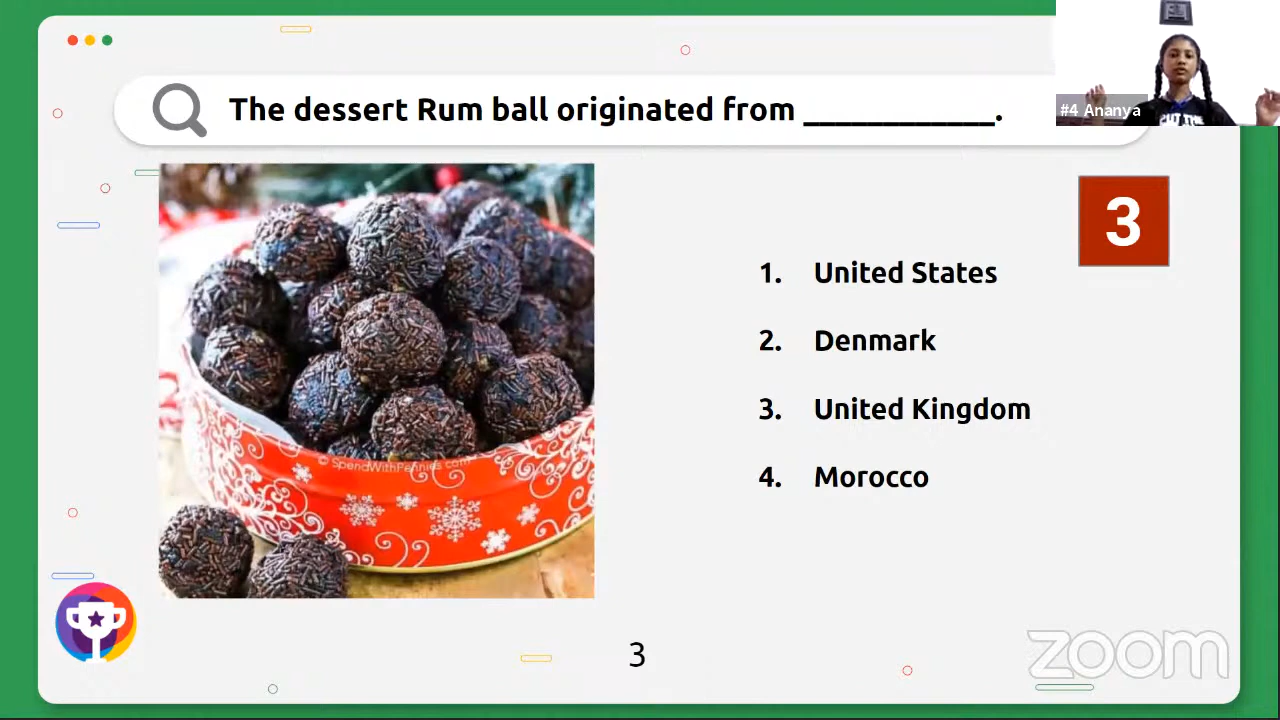 The dessert Rum ball originated from ____________.
#4 Ananya
3
1. United States
2. Denmark
3. United Kingdom
4. Morocco
© SpendWithPennies.com
3
zoom